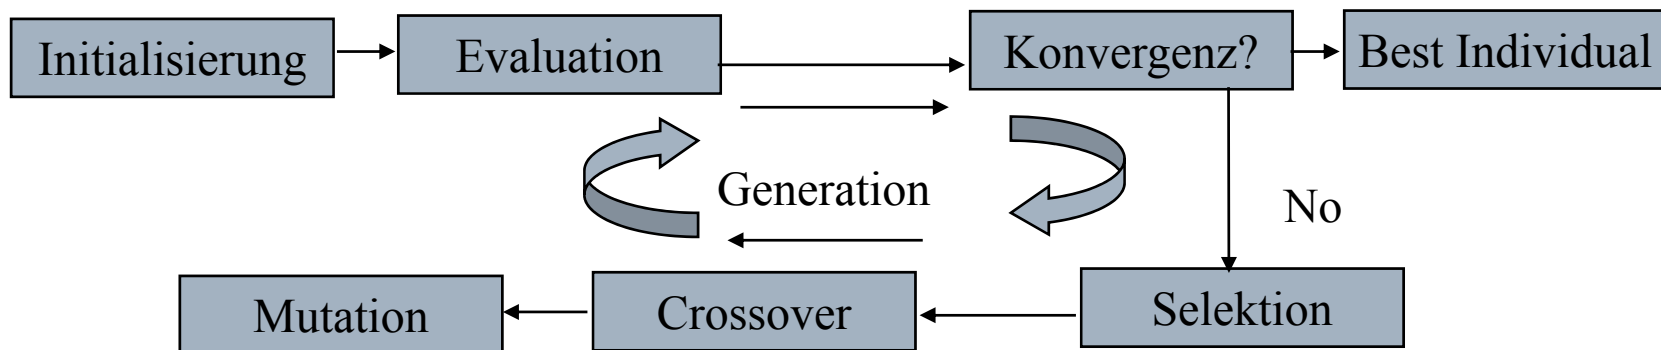 Initialisierung
Evaluation
Konvergenz?
Best Individual
Generation
No
Mutation
Crossover
Selektion